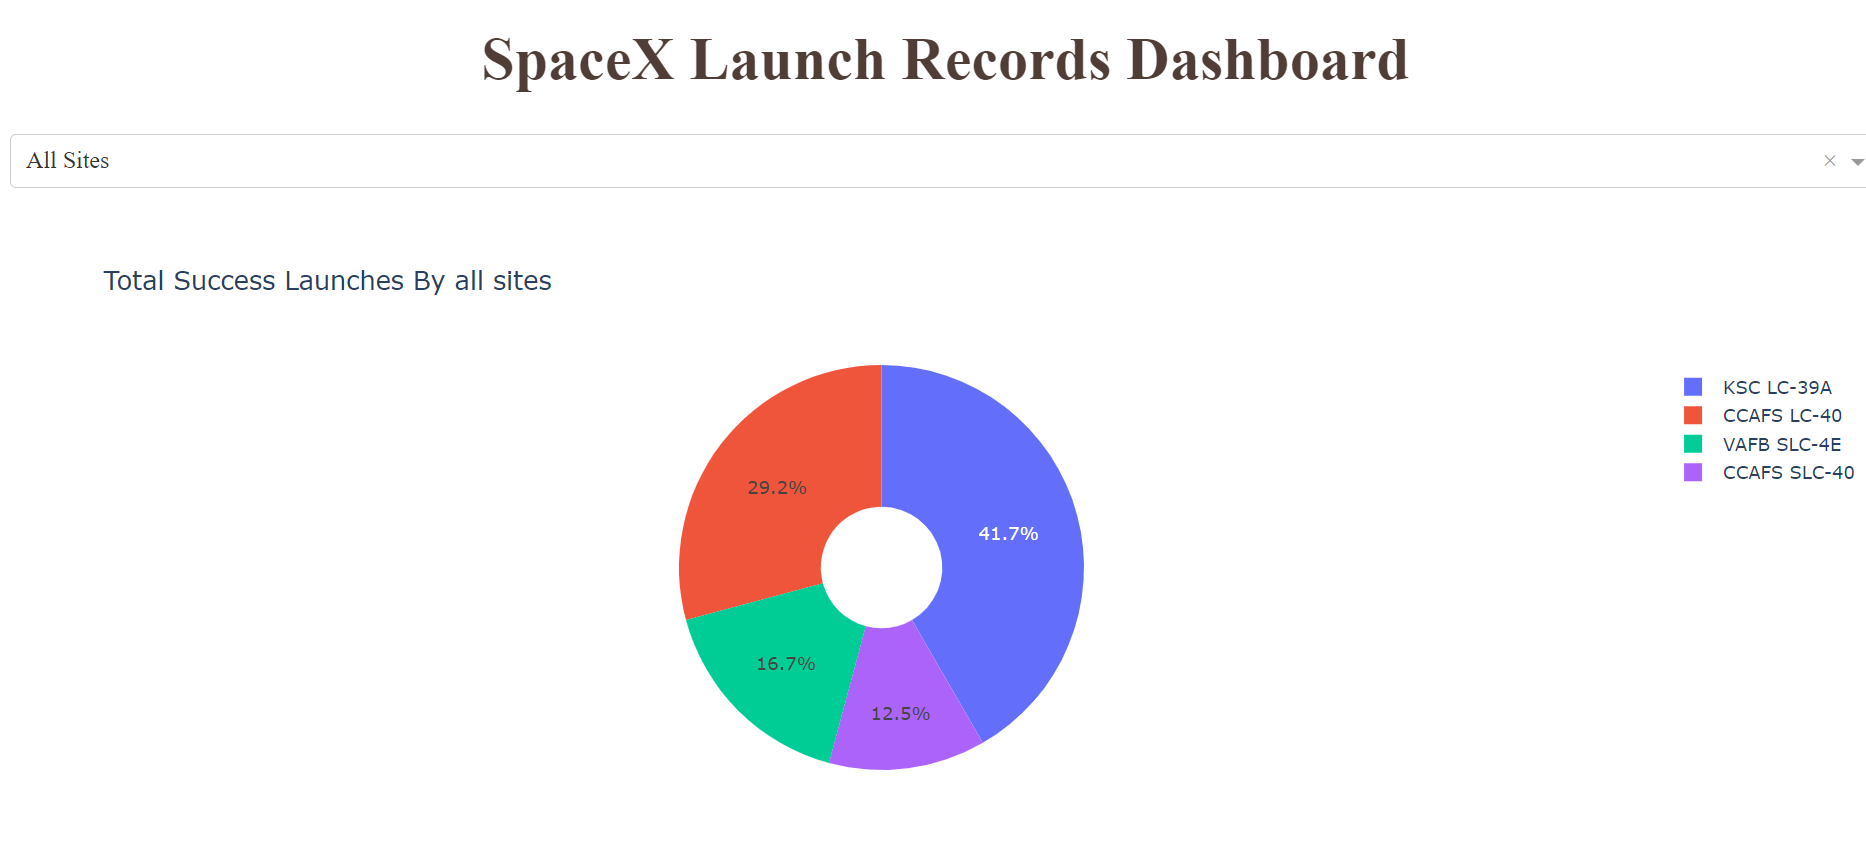 SpaceX Launch Records Dashboard
All Sites
Total Success Launches By all sites
KSC LC-39A
CCAFS LC-40
VAFB SLC-4E
CCAFS SLC-40
29.2%
41.7%
16.7%
12.5%